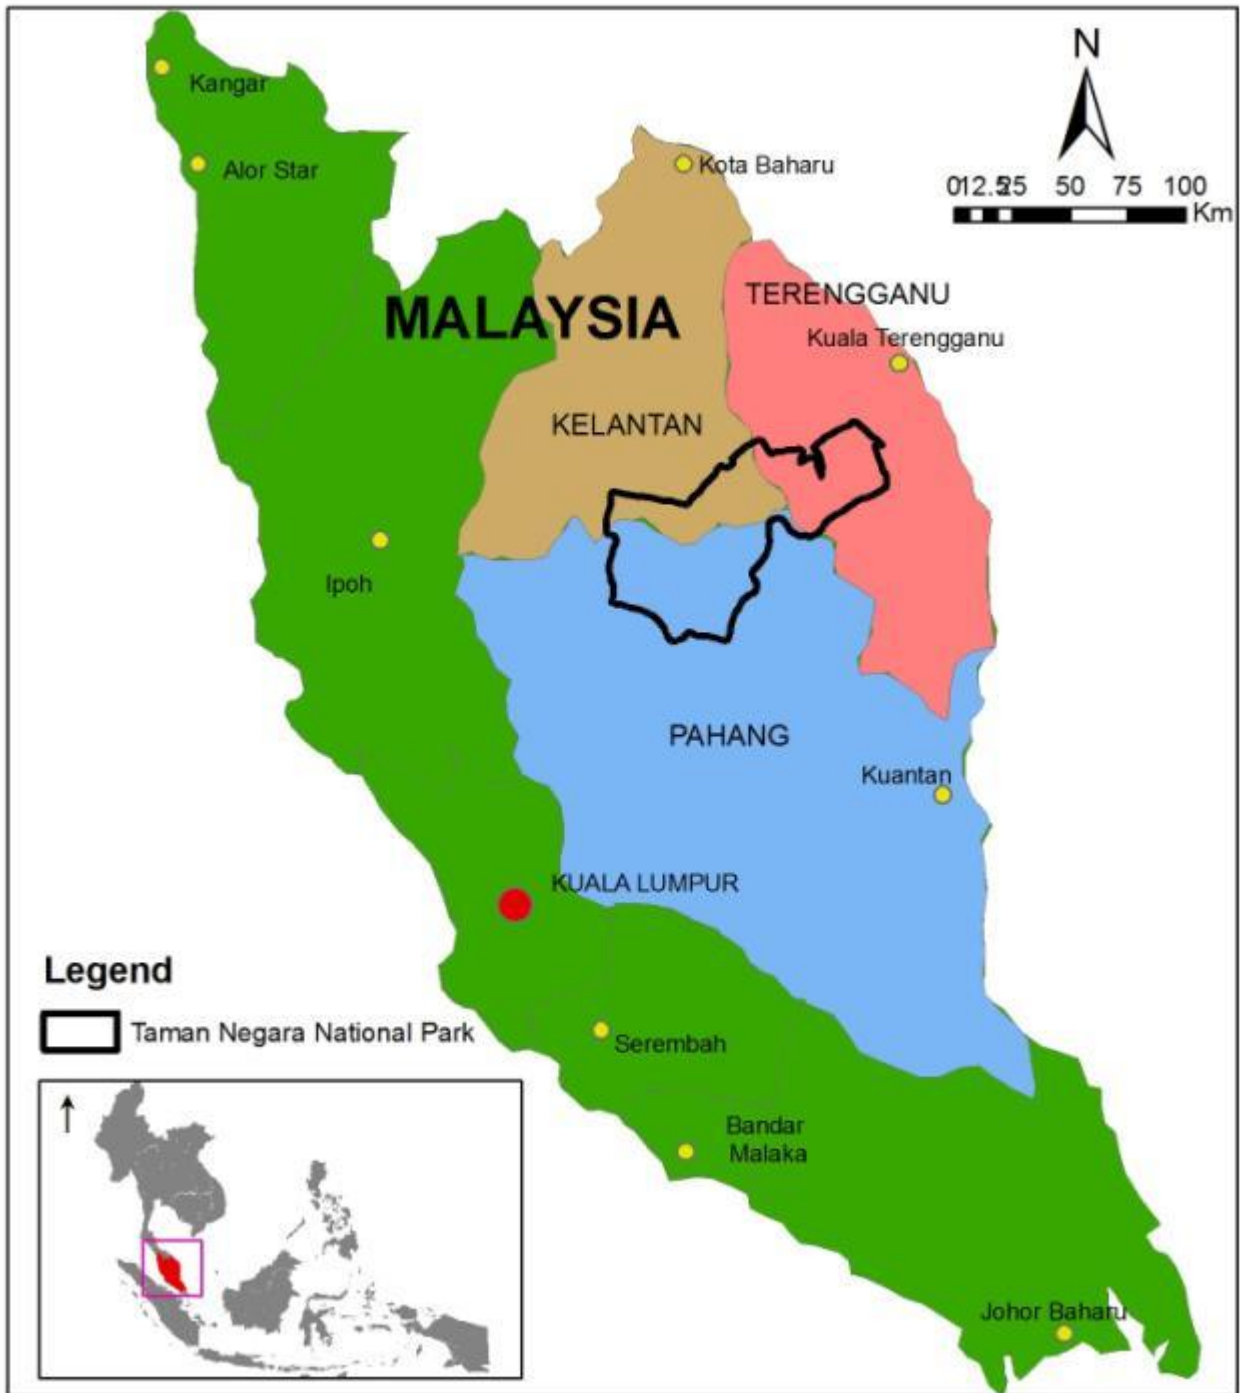 N
Kangar
Alor Star
Kota Baharu
012.525 50 75 100
Km
MALAYSIA
TERENGGANU
Kuala Terengganu
KELANTAN
Ipoh
PAHANG
Kuantan
KUALA LUMPUR
Legend
Taman Negara National Park
Serembah
Bandar
Malaka
Johor Baharu